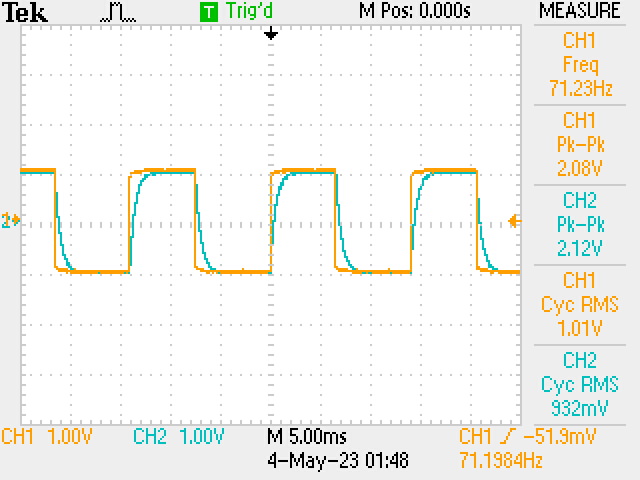 Tek T Trig'd M Pos: 0.000s MEASURE
CH1
Freq
71.23Hz
CH1
Pk-Pk
2.08V
CH2
Pk-Pk
2.12V
CH1
Cyc RMS
1.01V
CH2
Cyc RMS
932mV
2
CH1 1.00V CH2 1.00V M 5.00ms CH1 -51.9mV
4-May-23 01:48 71.1984Hz